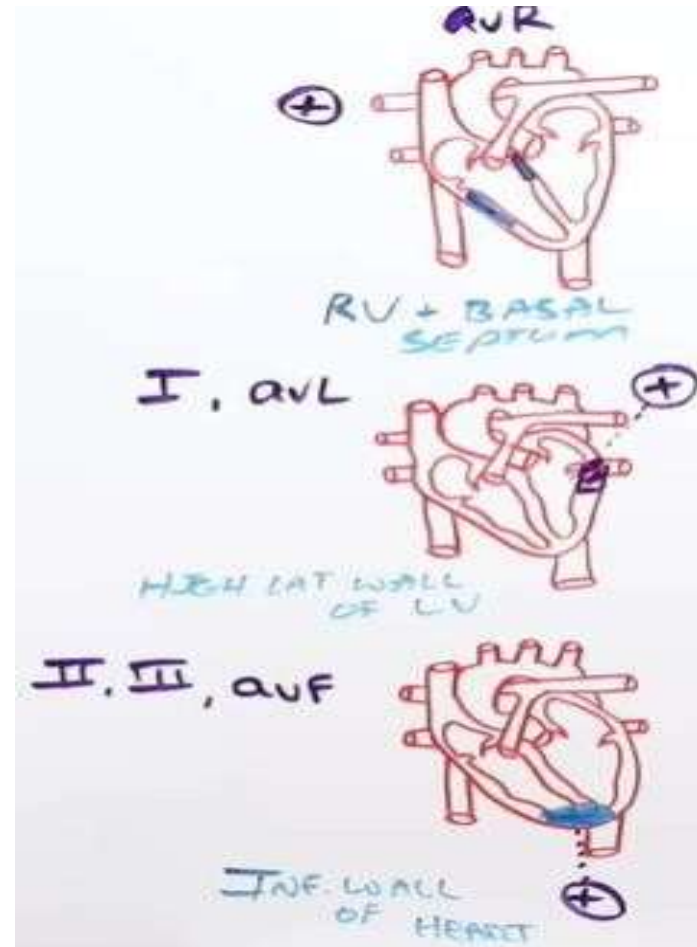 avR
+
RV + BASAL
SEPTUM
I, avL
+
HIGH LAT WALL
OF LV
II. III, avF
INF. WALL
OF HEART
+